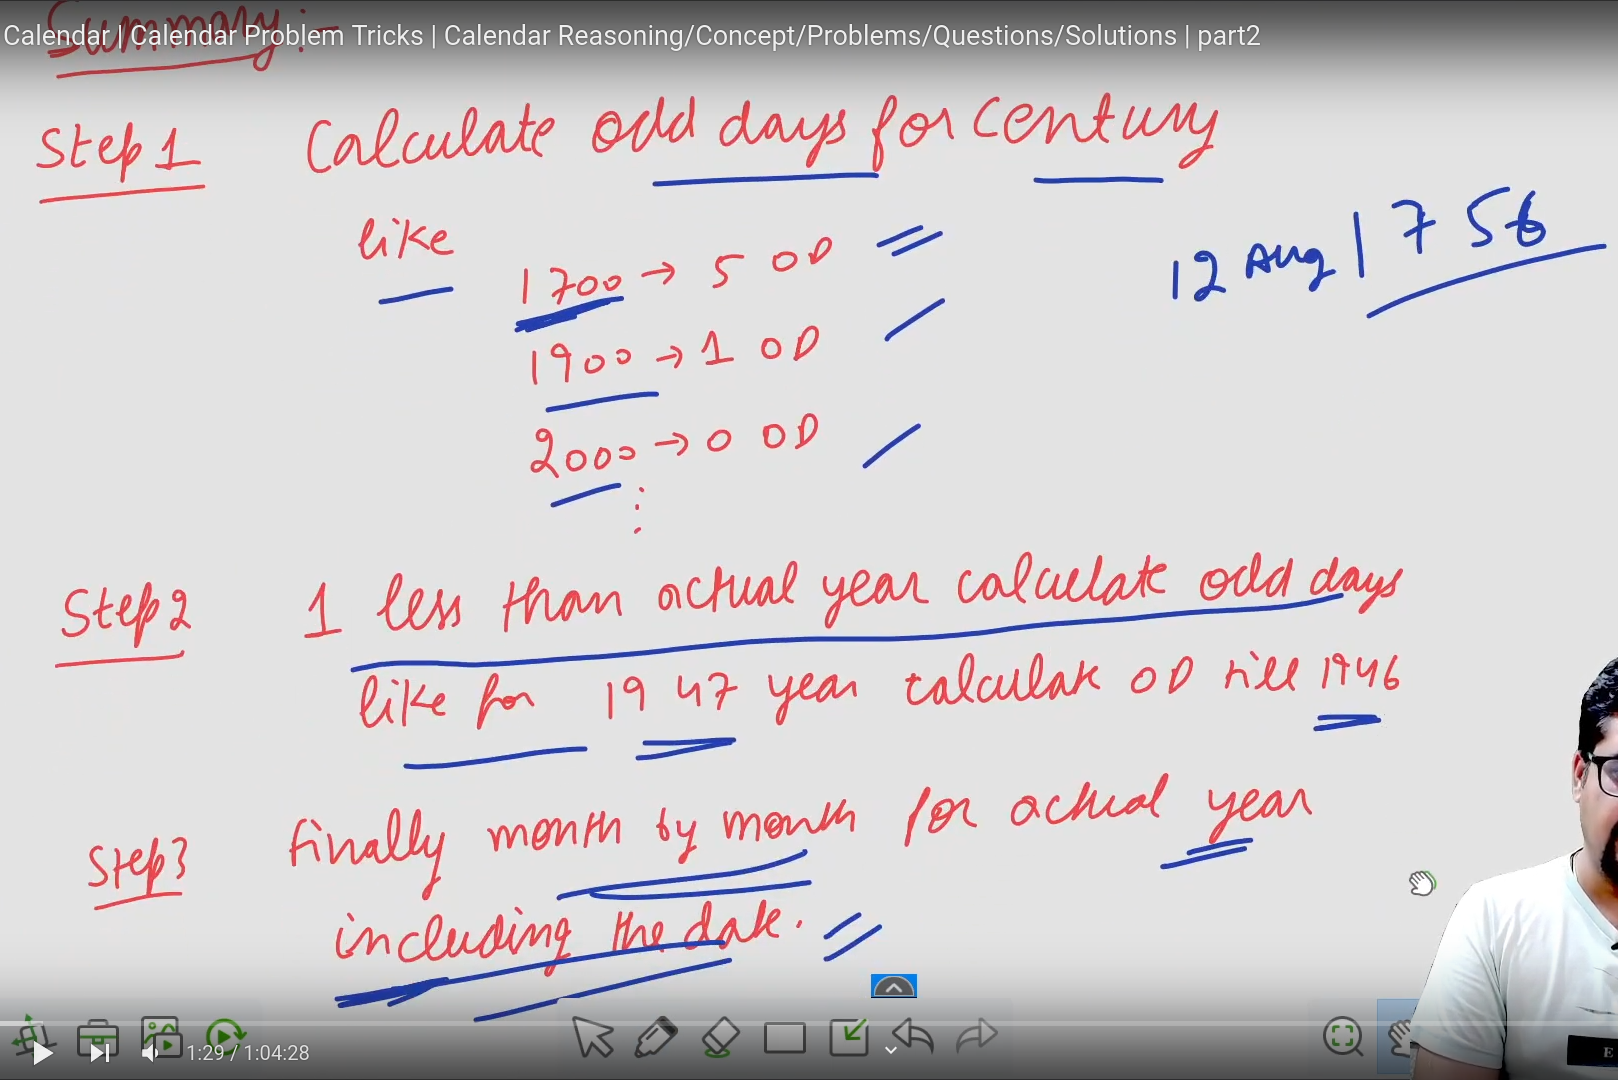 Summary:-
Calendar | Calendar Problem Tricks | Calendar Reasoning/Concept/Problems/Questions/Solutions | part2
Step 1 Calculate odd days for century
like
1700 → 5 OD
12 Aug 1756
1900 → 1 OD
2000 → 0 OD
Step 2 1 less than actual year calculate odd days
like for 1947 year calculate OD till 1946
Step 3 finally month by month for actual year
including the date.
1:29 / 1:04:28
E